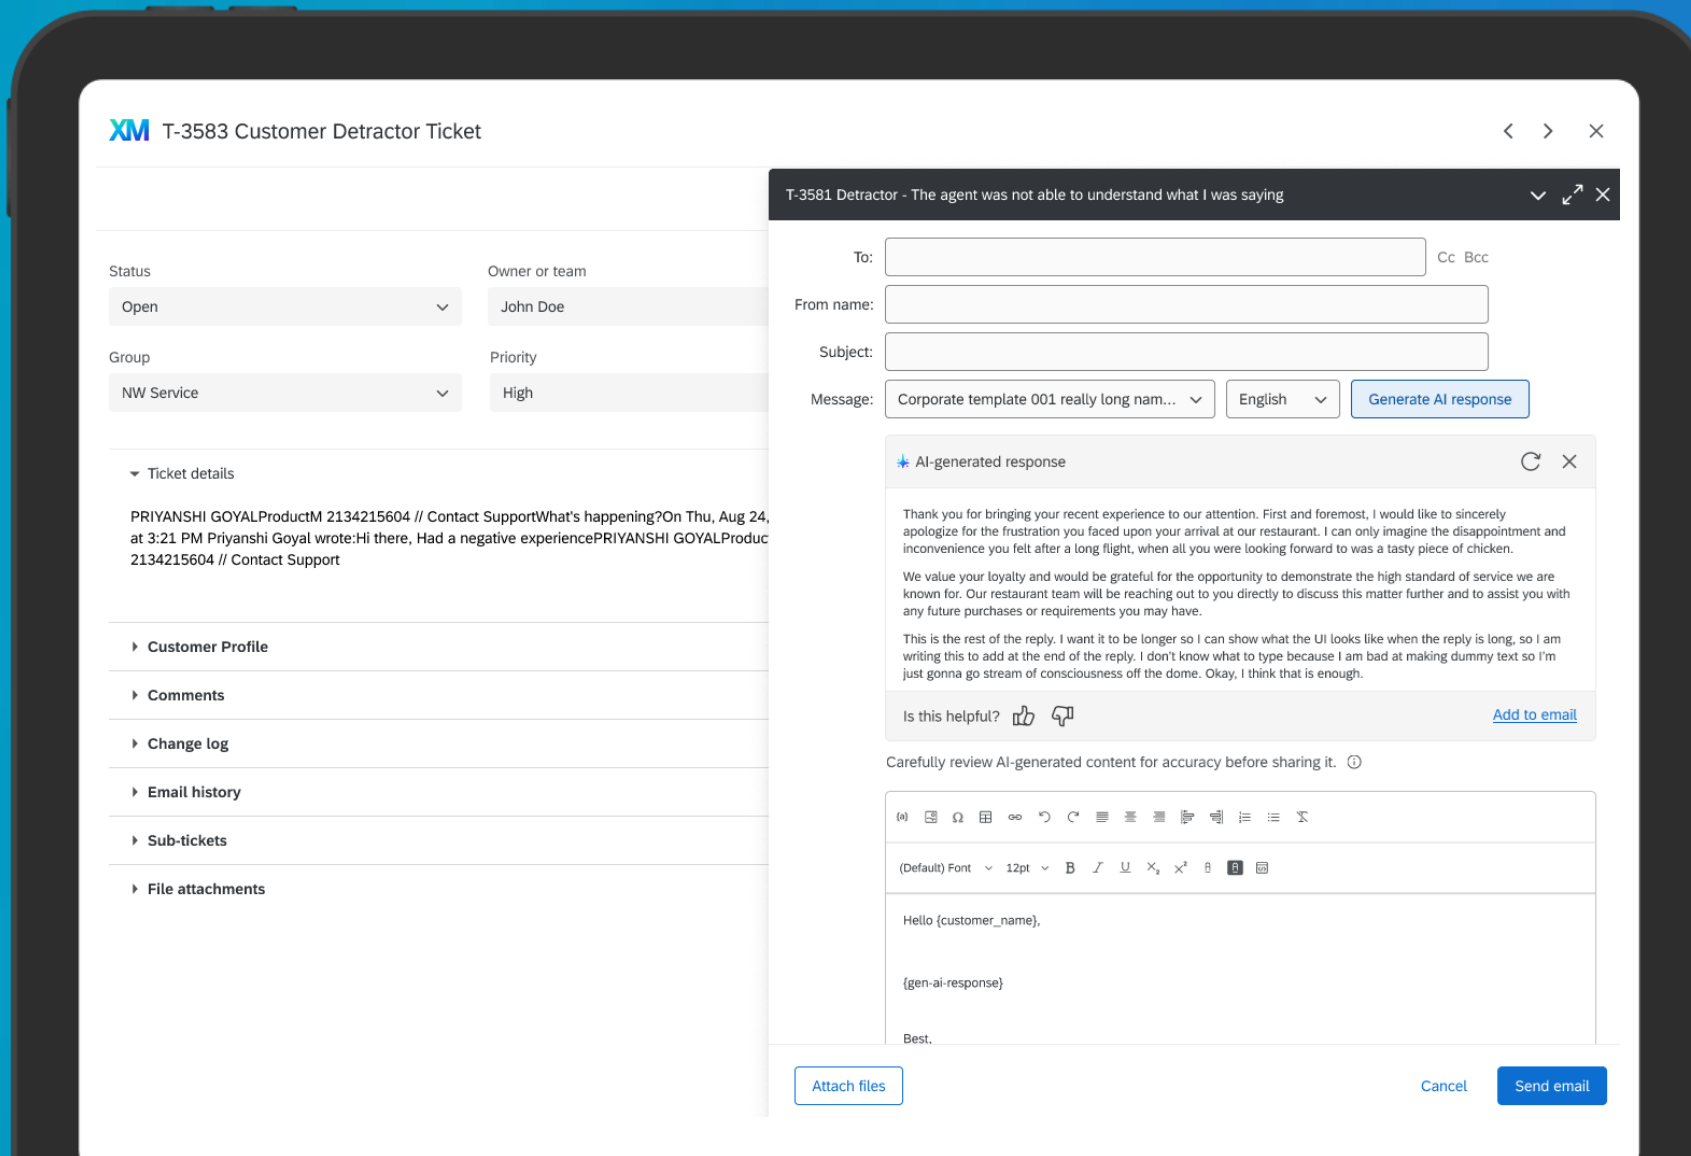 XM T-3583 Customer Detractor Ticket
Status
Open
Owner or team
John Doe
Group
NW Service
Priority
High
Ticket details
PRIYANSHI GOYALProductM 2134215604 // Contact SupportWhat's happening?On Thu, Aug 24,
at 3:21 PM Priyanshi Goyal wrote:Hi there, Had a negative experiencePRIYANSHI GOYALProduc
2134215604 // Contact Support
Customer Profile
Comments
Change log
Email history
Sub-tickets
File attachments
T-3581 Detractor - The agent was not able to understand what I was saying
To:
Cc Bcc
From name:
Subject:
Message:
Corporate template 001 really long nam...
English
Generate AI response
AI-generated response
Thank you for bringing your recent experience to our attention. First and foremost, I would like to sincerely
apologize for the frustration you faced upon your arrival at our restaurant. I can only imagine the disappointment and
inconvenience you felt after a long flight, when all you were looking forward to was a tasty piece of chicken.
We value your loyalty and would be grateful for the opportunity to demonstrate the high standard of service we are
known for. Our restaurant team will be reaching out to you directly to discuss this matter further and to assist you with
any future purchases or requirements you may have.
This is the rest of the reply. I want it to be longer so I can show what the UI looks like when the reply is long, so I am
writing this to add at the end of the reply. I don't know what to type because I am bad at making dummy text so I'm
just gonna go stream of consciousness off the dome. Okay, I think that is enough.
Is this helpful?
Add to email
Carefully review AI-generated content for accuracy before sharing it.
(Default) Font
12pt
Hello {customer_name},
{gen-ai-response}
Best,
Attach files
Cancel
Send email